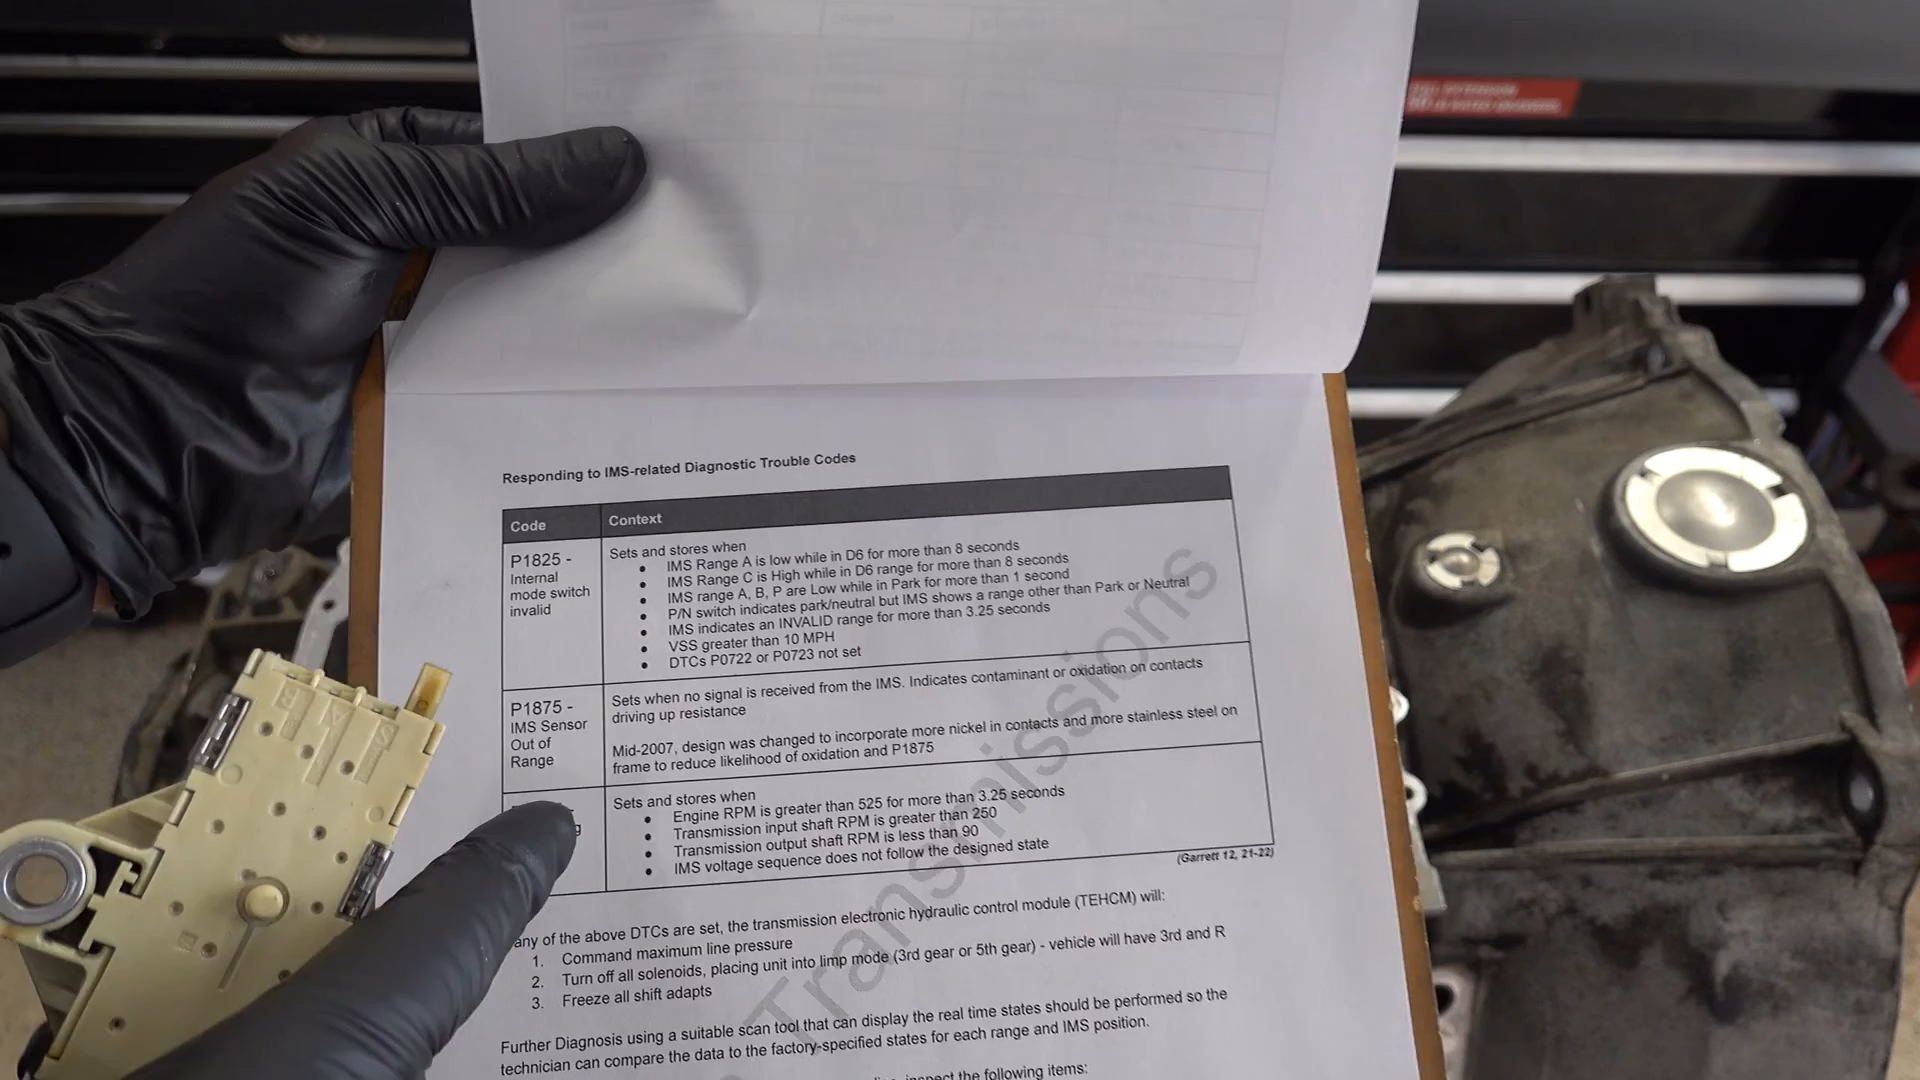 Responding to IMS-related Diagnostic Trouble Codes
Code
Context
P1825 -
Internal
mode switch
invalid
Sets and stores when
• IMS Range A is low while in D6 for more than 8 seconds
• IMS Range C is High while in D6 range for more than 8 seconds
• IMS range A, B, P are Low while in Park for more than 1 second
• P/N switch indicates park/neutral but IMS shows a range other than Park or Neutral
• IMS indicates an INVALID range for more than 3.25 seconds
• VSS greater than 10 MPH
• DTCs P0722 or P0723 not set
P1875 -
IMS Sensor
Out of
Range
Sets when no signal is received from the IMS. Indicates contaminant or oxidation on contacts
driving up resistance
Mid-2007, design was changed to incorporate more nickel in contacts and more stainless steel on
frame to reduce likelihood of oxidation and P1875
Sets and stores when
• Engine RPM is greater than 525 for more than 3.25 seconds
• Transmission input shaft RPM is greater than 250
• Transmission output shaft RPM is less than 90
• IMS voltage sequence does not follow the designed state
(Garrett 12, 21-22)
any of the above DTCs are set, the transmission electronic hydraulic control module (TEHCM) will:
1. Command maximum line pressure
2. Turn off all solenoids, placing unit into limp mode (3rd gear or 5th gear) - vehicle will have 3rd and R
3. Freeze all shift adapts
Further Diagnosis using a suitable scan tool that can display the real time states should be performed so the
technician can compare the data to the factory-specified states for each range and IMS position.
inspect the following items:
Transmissions